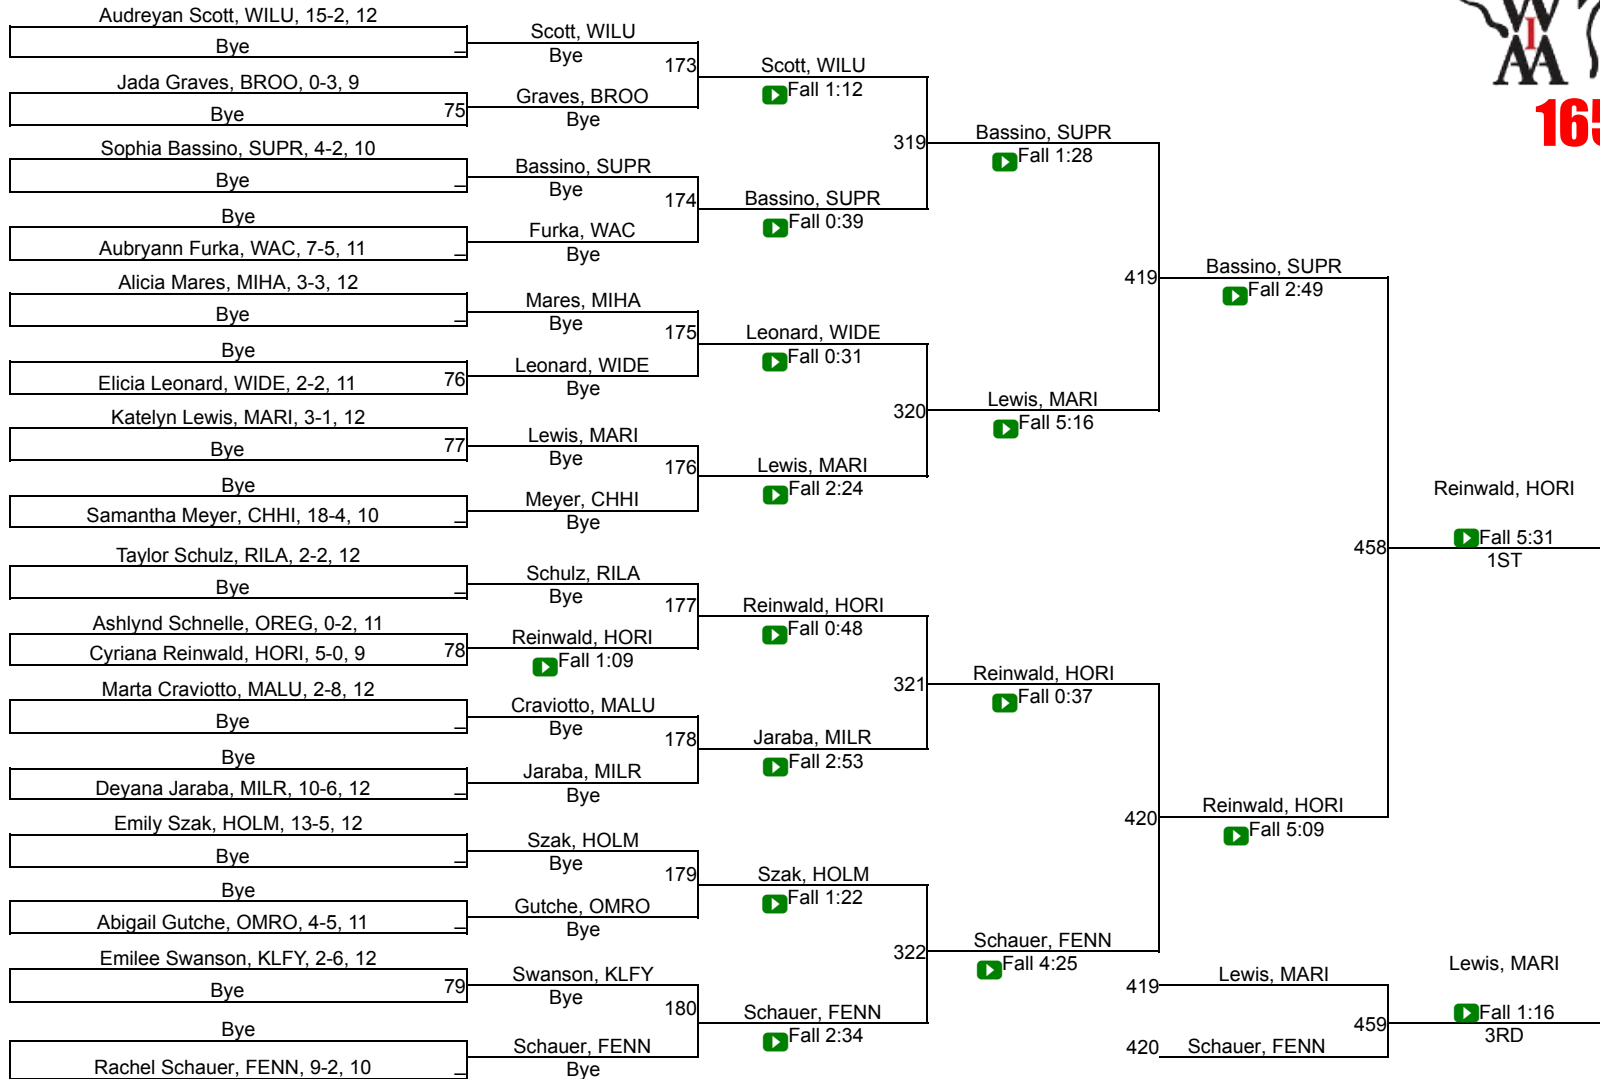 Audreyan Scott, WILU, 15-2, 12
Bye
Jada Graves, BROO, 0-3, 9
Bye
75
Sophia Bassino, SUPR, 4-2, 10
Bye
Bye
Aubryann Furka, WAC, 7-5, 11
Alicia Mares, MIHA, 3-3, 12
Bye
Bye
Elicia Leonard, WIDE, 2-2, 11
76
Katelyn Lewis, MARI, 3-1, 12
Bye
77
Bye
Samantha Meyer, CHHI, 18-4, 10
Taylor Schulz, RILA, 2-2, 12
Bye
Ashlynd Schnelle, OREG, 0-2, 11
Cyriana Reinwald, HORI, 5-0, 9
78
Marta Craviotto, MALU, 2-8, 12
Bye
Bye
Deyana Jaraba, MILR, 10-6, 12
Emily Szak, HOLM, 13-5, 12
Bye
Bye
Abigail Gutche, OMRO, 4-5, 11
Emilee Swanson, KLFY, 2-6, 12
Bye
79
Bye
Rachel Schauer, FENN, 9-2, 10
Scott, WILU
Bye
173
Graves, BROO
Bye
Bassino, SUPR
Bye
174
Furka, WAC
Bye
Mares, MIHA
Bye
175
Leonard, WIDE
Bye
Lewis, MARI
Bye
176
Meyer, CHHI
Bye
Schulz, RILA
Bye
177
Reinwald, HORI
Fall 1:09
Craviotto, MALU
Bye
178
Jaraba, MILR
Bye
Szak, HOLM
Bye
179
Gutche, OMRO
Bye
Swanson, KLFY
Bye
180
Schauer, FENN
Bye
Scott, WILU
Fall 1:12
319
Bassino, SUPR
Fall 0:39
Leonard, WIDE
Fall 0:31
320
Lewis, MARI
Fall 2:24
Reinwald, HORI
Fall 0:48
321
Jaraba, MILR
Fall 2:53
Szak, HOLM
Fall 1:22
322
Schauer, FENN
Fall 2:34
Bassino, SUPR
Fall 1:28
419
Lewis, MARI
Fall 5:16
Reinwald, HORI
Fall 0:37
420
Schauer, FENN
Fall 4:25
Bassino, SUPR
Fall 2:49
458
Reinwald, HORI
Fall 5:09
419
Lewis, MARI
459
420
Schauer, FENN
WIAA
165
Reinwald, HORI
Fall 5:31
1ST
Lewis, MARI
Fall 1:16
3RD